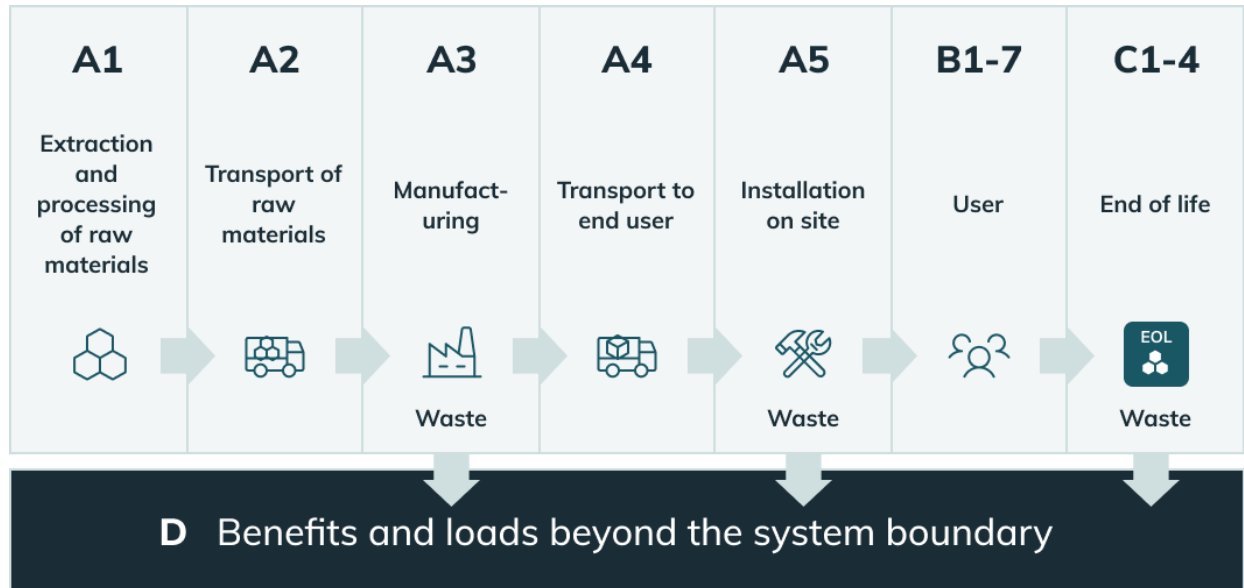 A1
Extraction
and
processing
of raw
materials
A2
Transport of
raw
materials
A3
Manufact-
uring
Waste
A4
Transport to
end user
A5
Installation
on site
Waste
B1-7
User
C1-4
End of life
EOL
Waste
D Benefits and loads beyond the system boundary